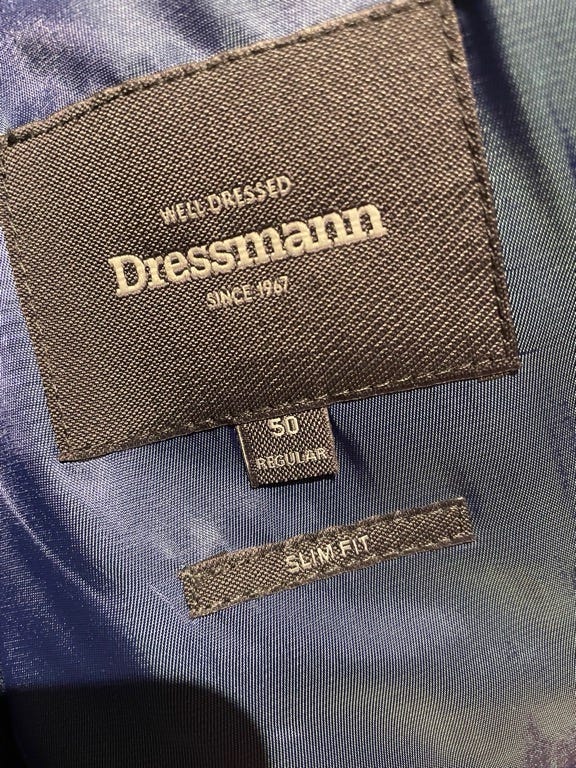 WELL DRESSED
Dressmann
SINCE 1967
50
REGULAR
SLIM FIT